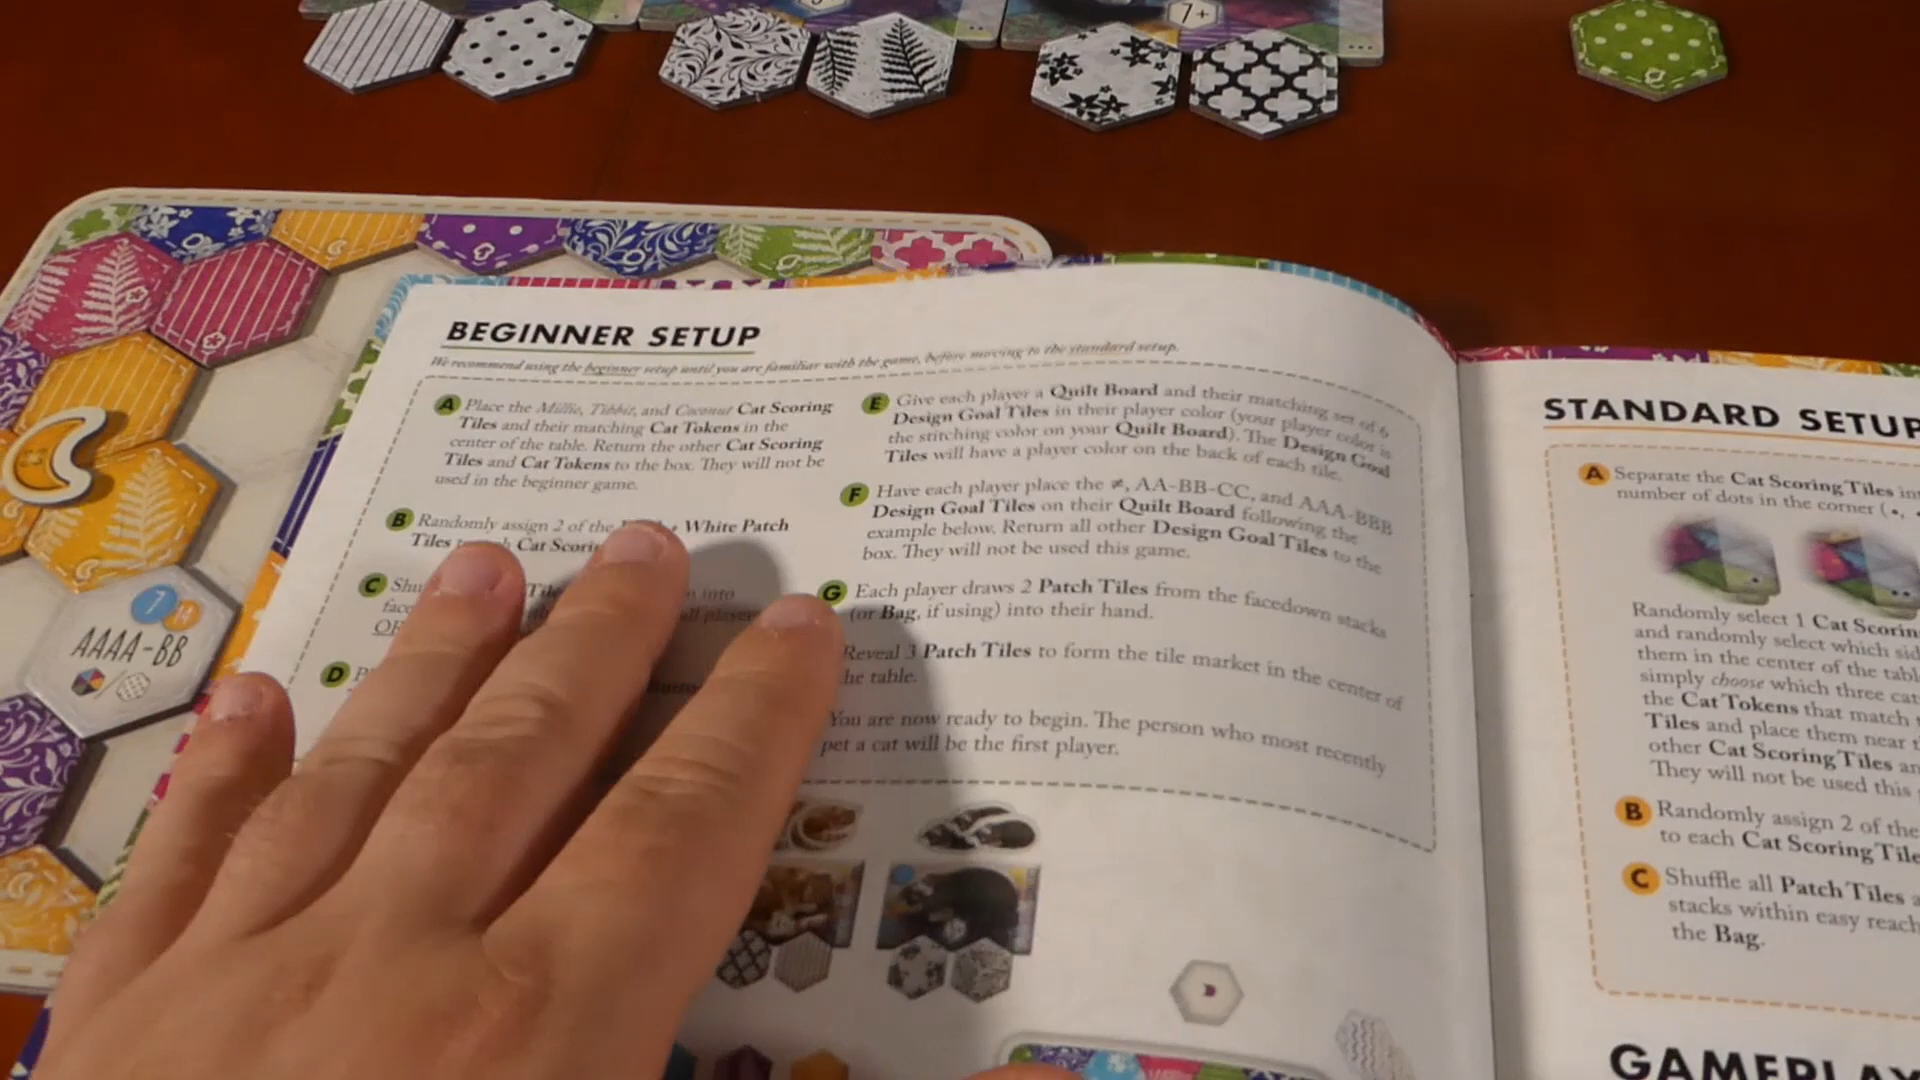 7+
BEGINNER SETUP
We recommend using the beginner setup until you are familiar with the game, before moving to the standard setup.
A Place the Millie, Tibbit, and Coconut Cat Scoring
Tiles and their matching Cat Tokens in the
center of the table. Return the other Cat Scoring
Tiles and Cat Tokens to the box. They will not be
used in the beginner game.
B Randomly assign 2 of the White Patch
Tiles Cat
C
D
E Give each player a Quilt Board and their matching set of 6
Design Goal Tiles in their player color (your player color is
the stitching color on your Quilt Board). The Design Goal
Tiles will have a player color on the back of each tile.
F Have each player place the ≠, AA-BB-CC, and AAA-BBB
Design Goal Tiles on their Quilt Board following the
example below. Return all other Design Goal Tiles to the
box. They will not be used this game.
G Each player draws 2 Patch Tiles from the facedown stacks
(or Bag, if using) into their hand.
Reveal 3 Patch Tiles to form the tile market in the center of
the table.
You are now ready to begin. The person who most recently
pet a cat will be the first player.
3
7 14
AAAA-BB
STANDARD SETUP
A Separate the Cat Scoring Tiles
number of dots in the corner (•,
Randomly select 1 Cat
and randomly select which
them in the center of the
simply choose which three
the Cat Tokens that match
Tiles and place them near
other Cat Scoring Tiles
They will not be used this
B Randomly assign 2 of the
to each Cat Scoring
C Shuffle all Patch Tiles
stacks within easy
the Bag.
GAMEPLAY